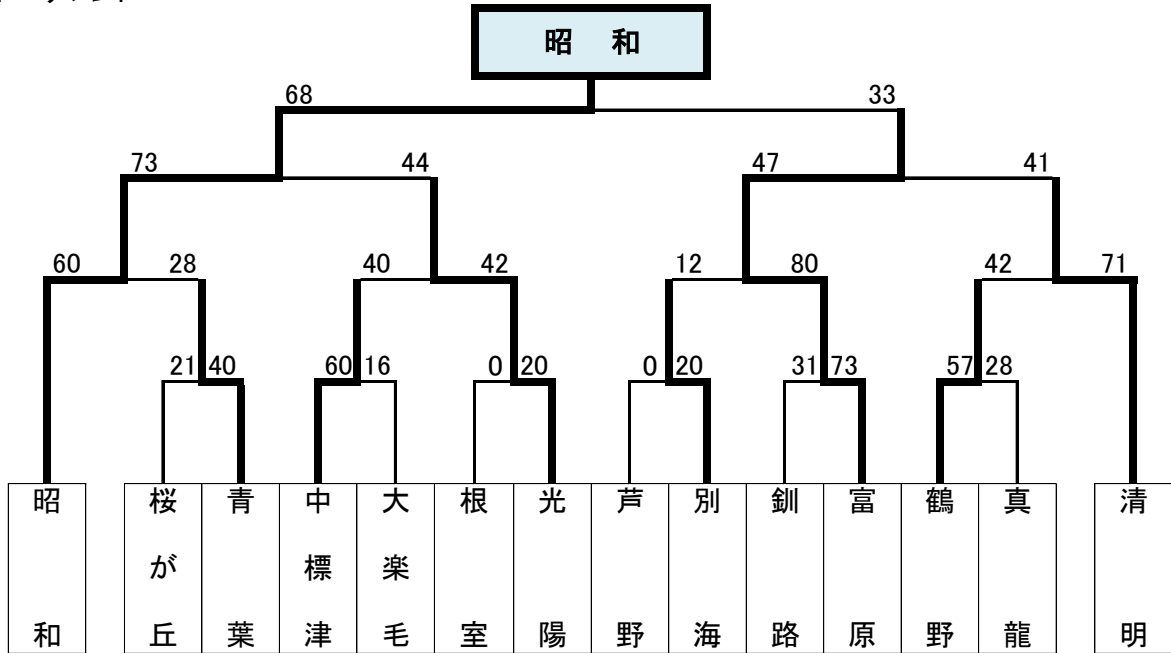 昭 和
68 33
73 44 47 41
60 28 40 42 12 80 42 71
21 40 60 16 0 20 0 20 31 73 57 28
昭和
桜が丘
青葉
中標津
大楽毛
根室
光陽
芦野
別海
釧路
富原
鶴野
真龍
清明